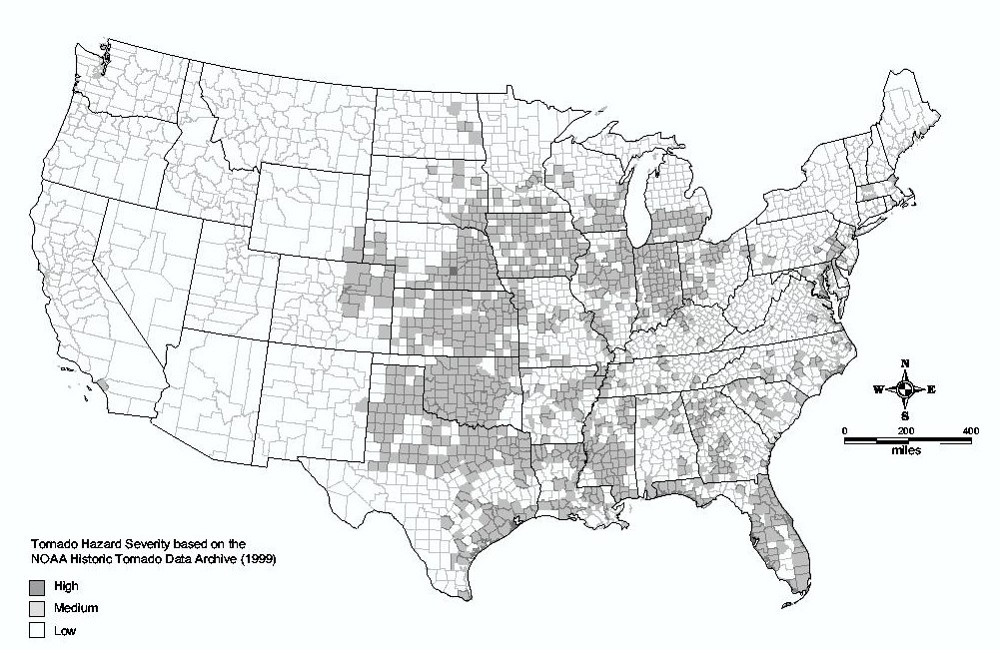 N
W E
S
0 200 400
miles
Tornado Hazard Severity based on the
NOAA Historic Tornado Data Archive (1999)
High
Medium
Low